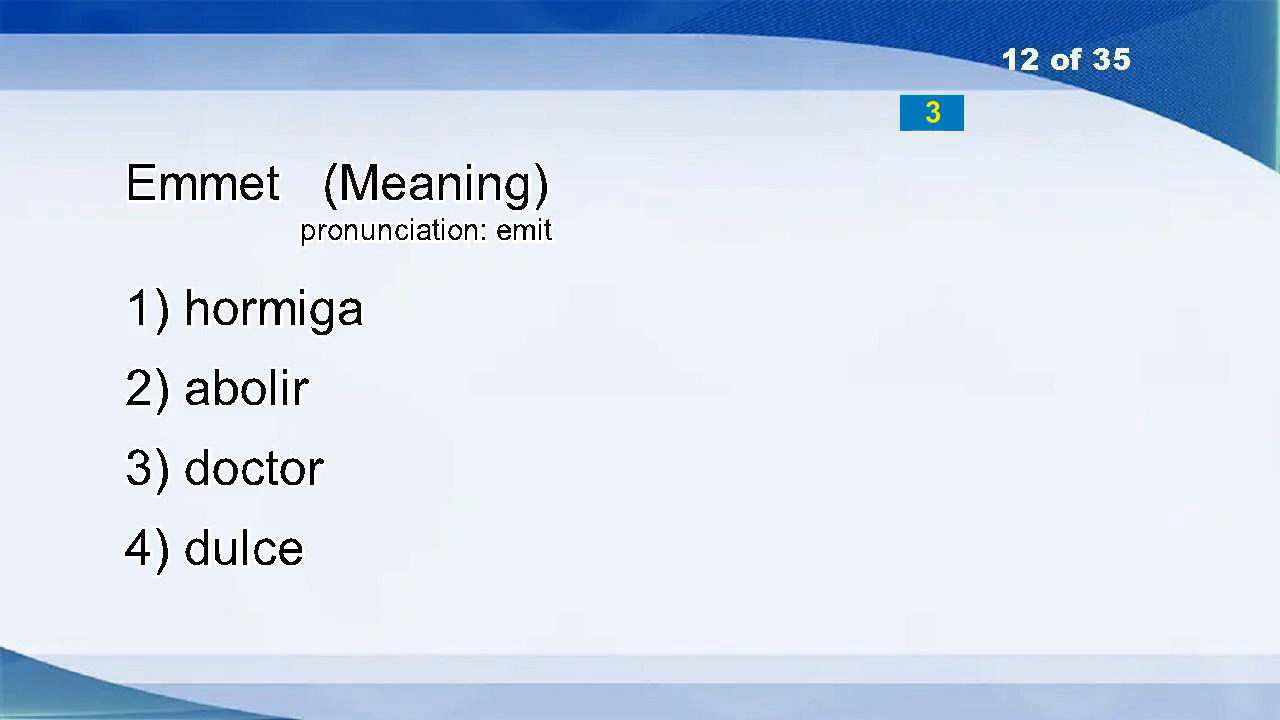 12 of 35
3
Emmet (Meaning)
pronunciation: emit
1) hormiga
2) abolir
3) doctor
4) dulce